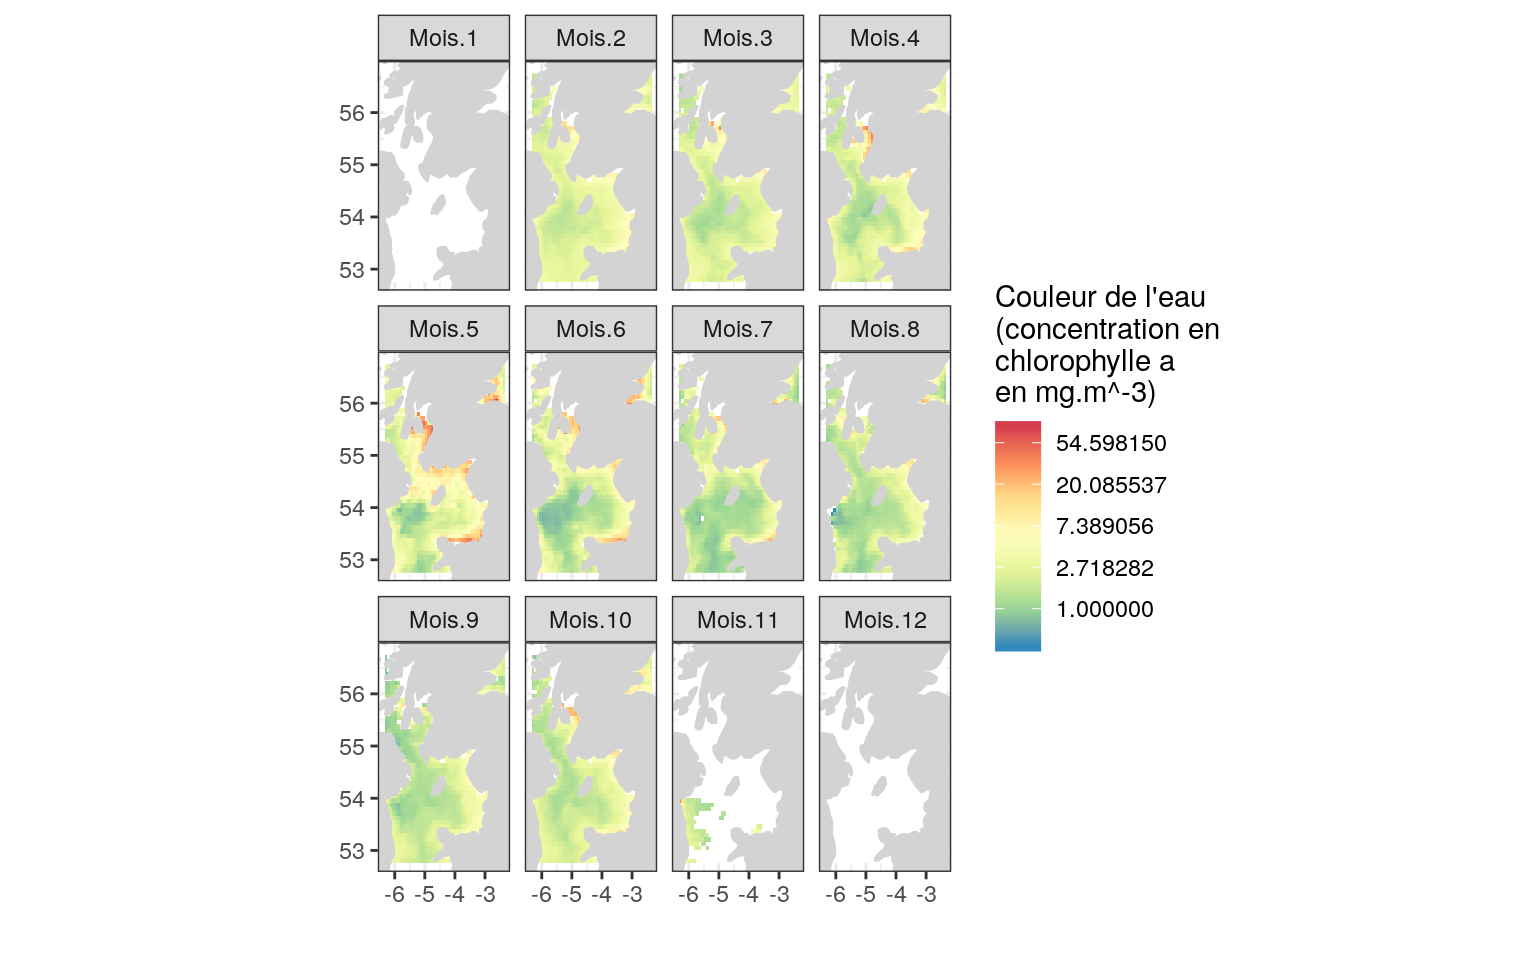 Mois.1 Mois.2 Mois.3 Mois.4
56
55
54
53
Mois.5 Mois.6 Mois.7 Mois.8
56
55
54
53
Mois.9 Mois.10 Mois.11 Mois.12
56
55
54
53
-6 -5 -4 -3 -6 -5 -4 -3 -6 -5 -4 -3 -6 -5 -4 -3
Couleur de l'eau
(concentration en
chlorophylle a
en mg.m^-3)
54.598150
20.085537
7.389056
2.718282
1.000000